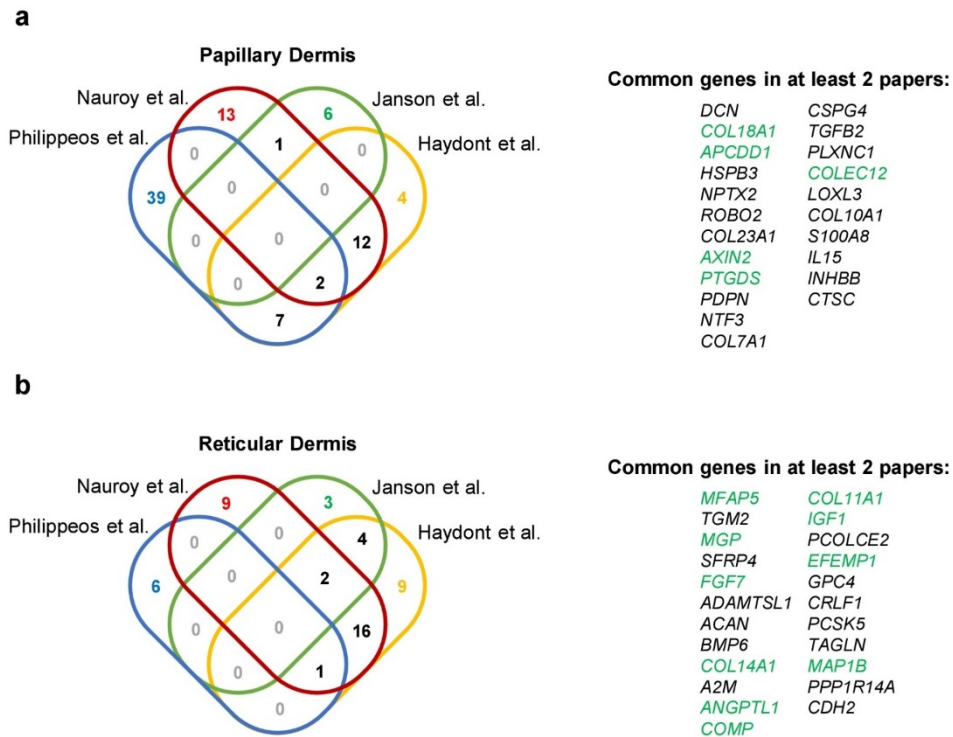 a
Papillary Dermis
Nauroy et al.
Janson et al.
Philippeos et al.
Haydont et al.
13
6
0
1
0
39
0
0
4
0
0
12
0
2
7
Common genes in at least 2 papers:
DCN
COL18A1
APCDD1
HSPB3
NPTX2
ROBO2
COL23A1
AXIN2
PTGDS
PDPN
NTF3
COL7A1
CSPG4
TGFB2
PLXNC1
COLEC12
LOXL3
COL10A1
S100A8
IL15
INHBB
CTSC
b
Reticular Dermis
Nauroy et al.
Janson et al.
Philippeos et al.
Haydont et al.
9
3
0
0
4
6
0
2
9
0
0
16
0
1
0
Common genes in at least 2 papers:
MFAP5
TGM2
MGP
SFRP4
FGF7
ADAMTSL1
ACAN
BMP6
COL14A1
A2M
ANGPTL1
COMP
COL11A1
IGF1
PCOLCE2
EFEMP1
GPC4
CRLF1
PCSK5
TAGLN
MAP1B
PPP1R14A
CDH2